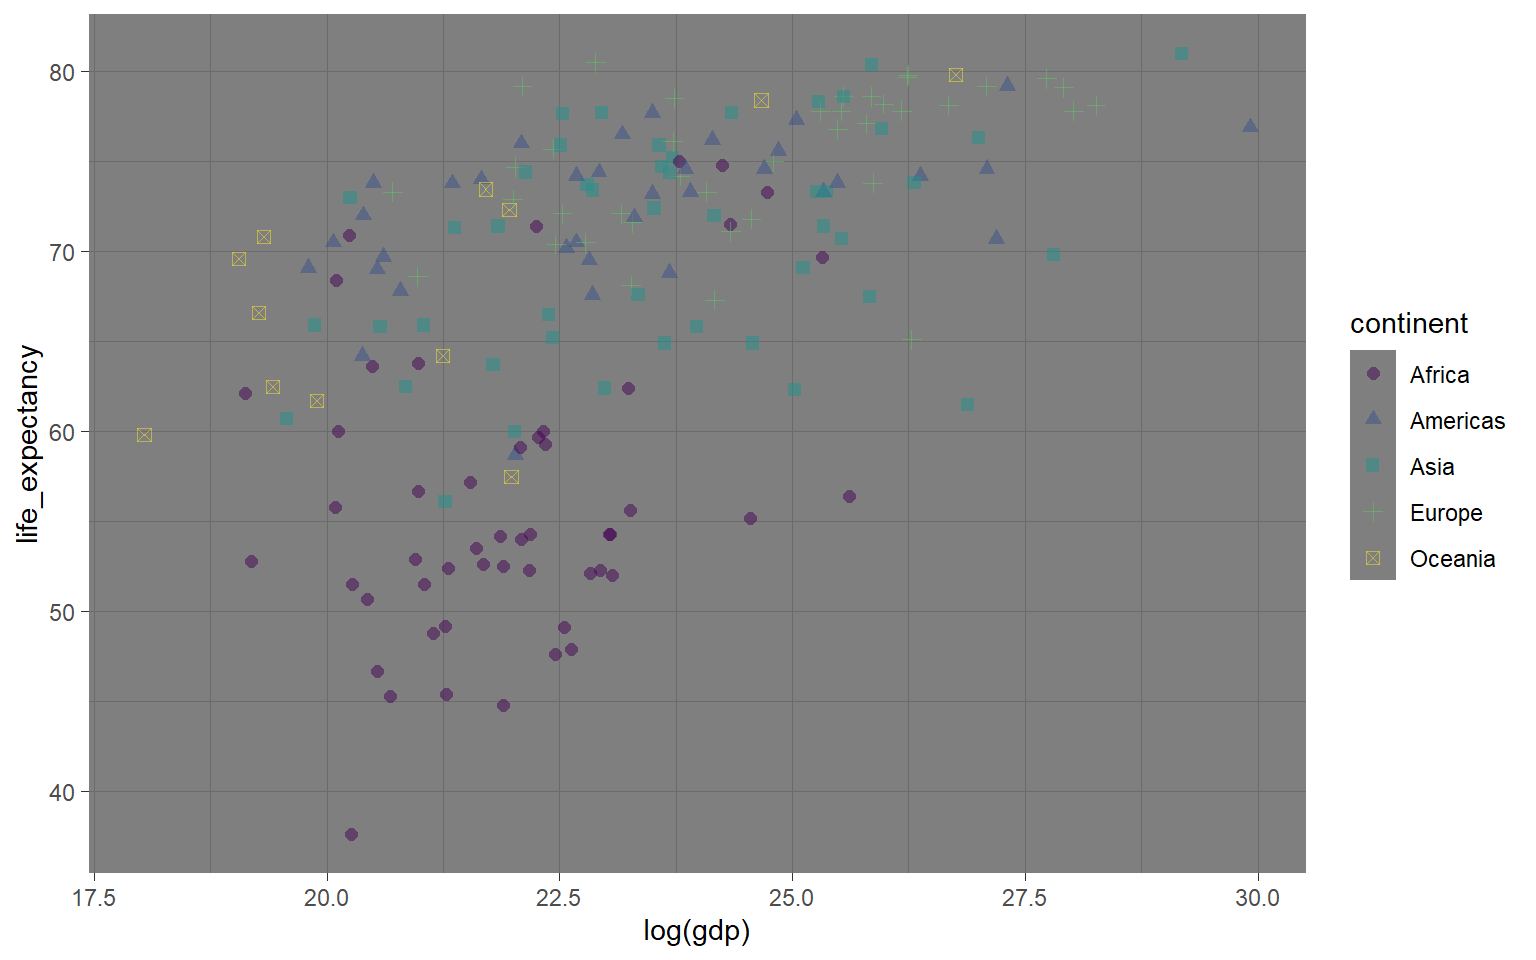 80
70
60
50
40
life_expectancy
17.5 20.0 22.5 25.0 27.5 30.0
log(gdp)
continent
Africa
Americas
Asia
Europe
Oceania